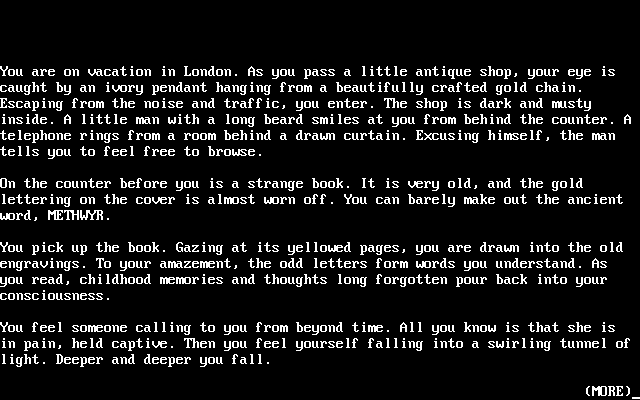 You are on vacation in London. As you pass a little antique shop, your eye is
caught by an ivory pendant hanging from a beautifully crafted gold chain.
Escaping from the noise and traffic, you enter. The shop is dark and musty
inside. A little man with a long beard smiles at you from behind the counter. A
telephone rings from a room behind a drawn curtain. Excusing himself, the man
tells you to feel free to browse.
On the counter before you is a strange book. It is very old, and the gold
lettering on the cover is almost worn off. You can barely make out the ancient
word, METHWYR.
You pick up the book. Gazing at its yellowed pages, you are drawn into the old
engravings. To your amazement, the odd letters form words you understand. As
you read, childhood memories and thoughts long forgotten pour back into your
consciousness.
You feel someone calling to you from beyond time. All you know is that she is
in pain, held captive. Then you feel yourself falling into a swirling tunnel of
light. Deeper and deeper you fall.
(MORE)_